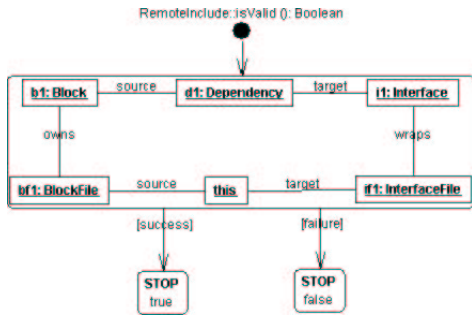 RemoteInclude::isValid (): Boolean
b1: Block source d1: Dependency target i1: Interface
owns wraps
bf1: BlockFile source this target if1: InterfaceFile
[success] [failure]
STOP STOP
true false